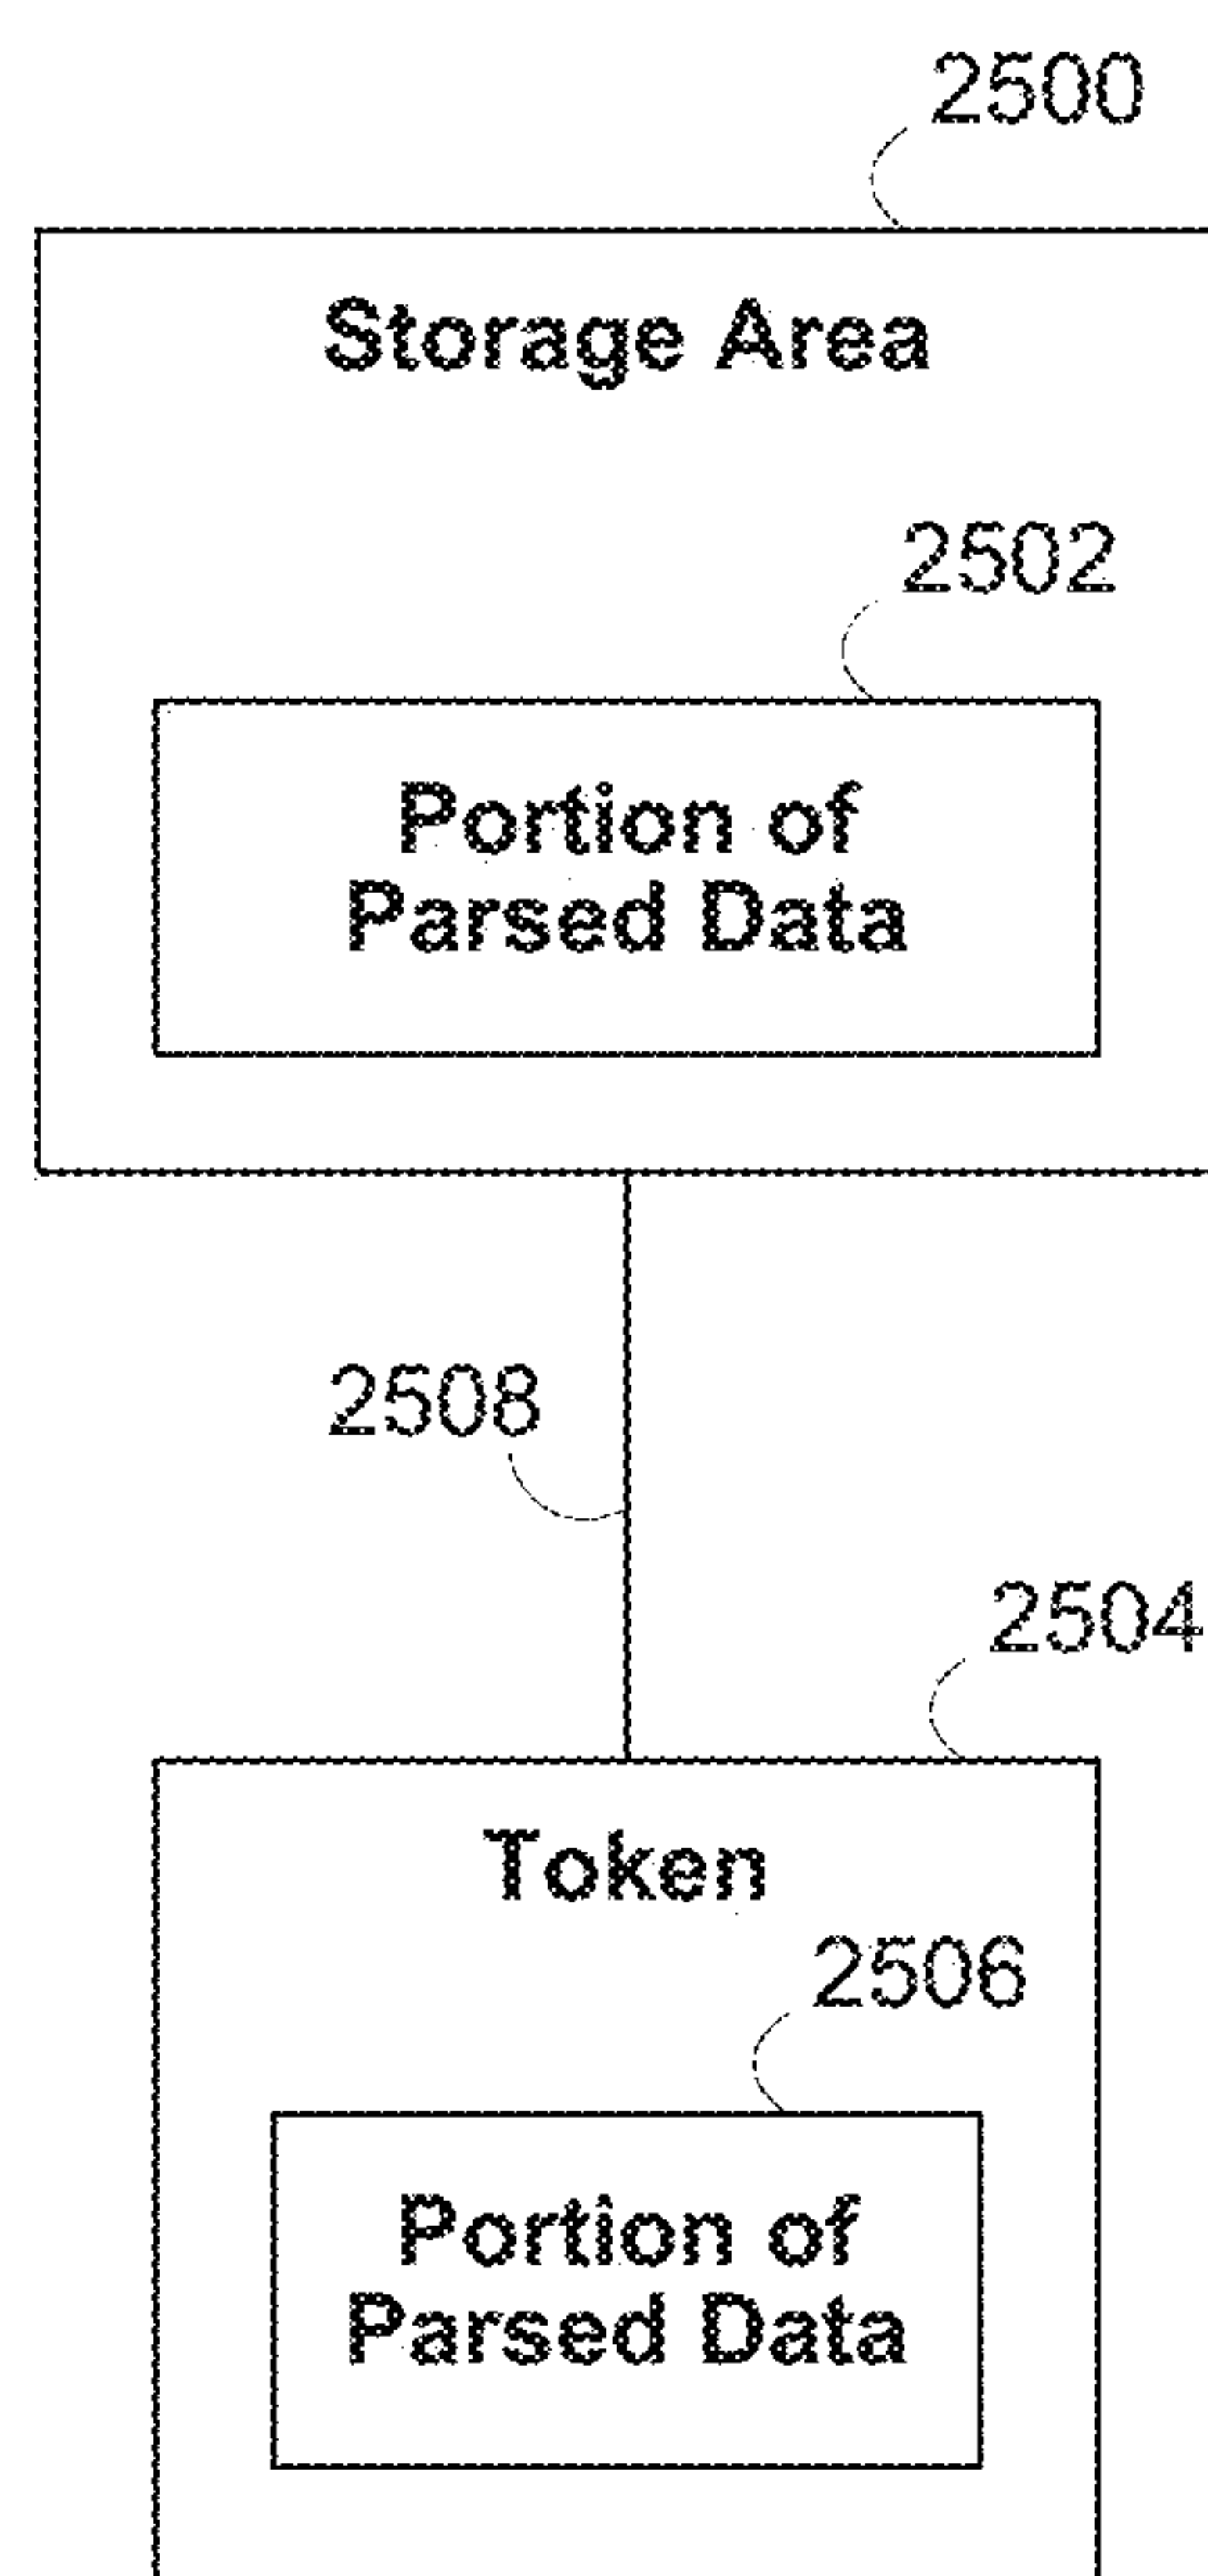 2500
Storage Area
2502
Portion of
Parsed Data
2508
2504
Token
2506
Portion of
Parsed Data